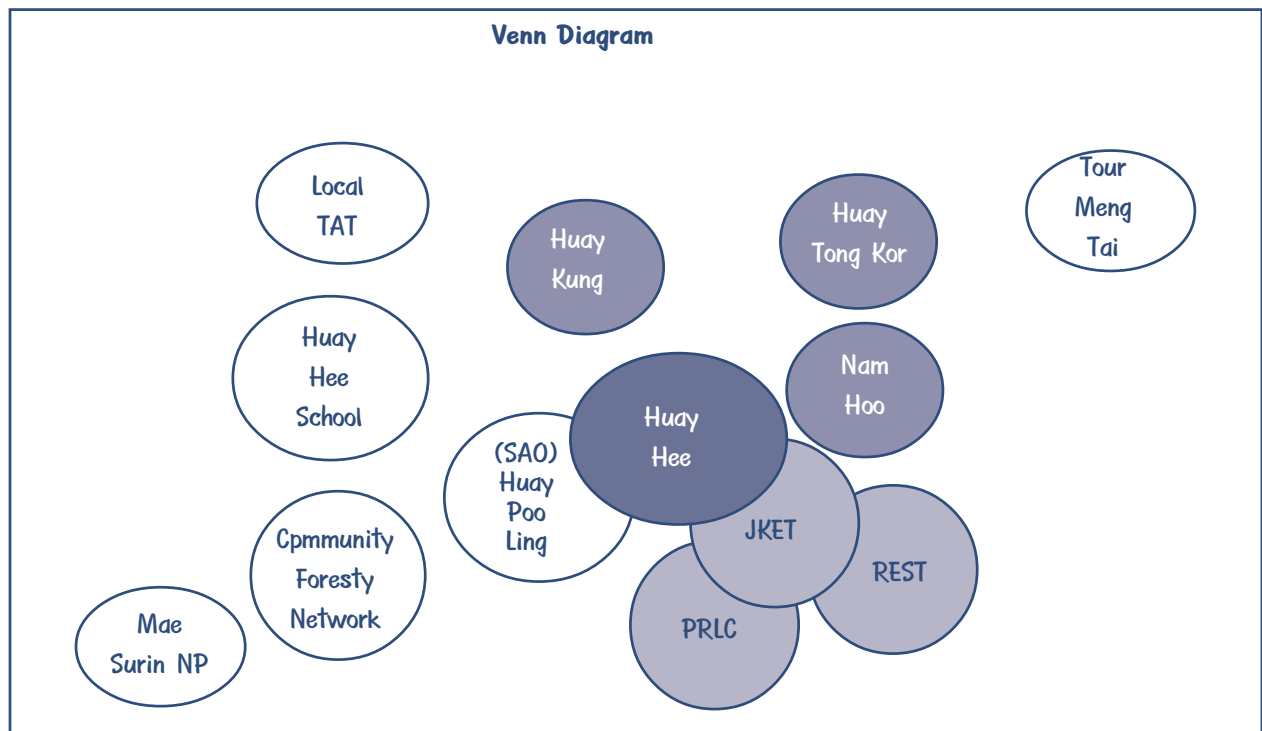 Venn Diagram
Local
TAT
Huay
Kung
Huay
Tong Kor
Tour
Meng
Tai
Huay
Hee
School
Nam
Hoo
Huay
Hee
(SAO)
Huay
Poo
Ling
JKET
Cpmmunity
Foresty
Network
REST
PRLC
Mae
Surin NP